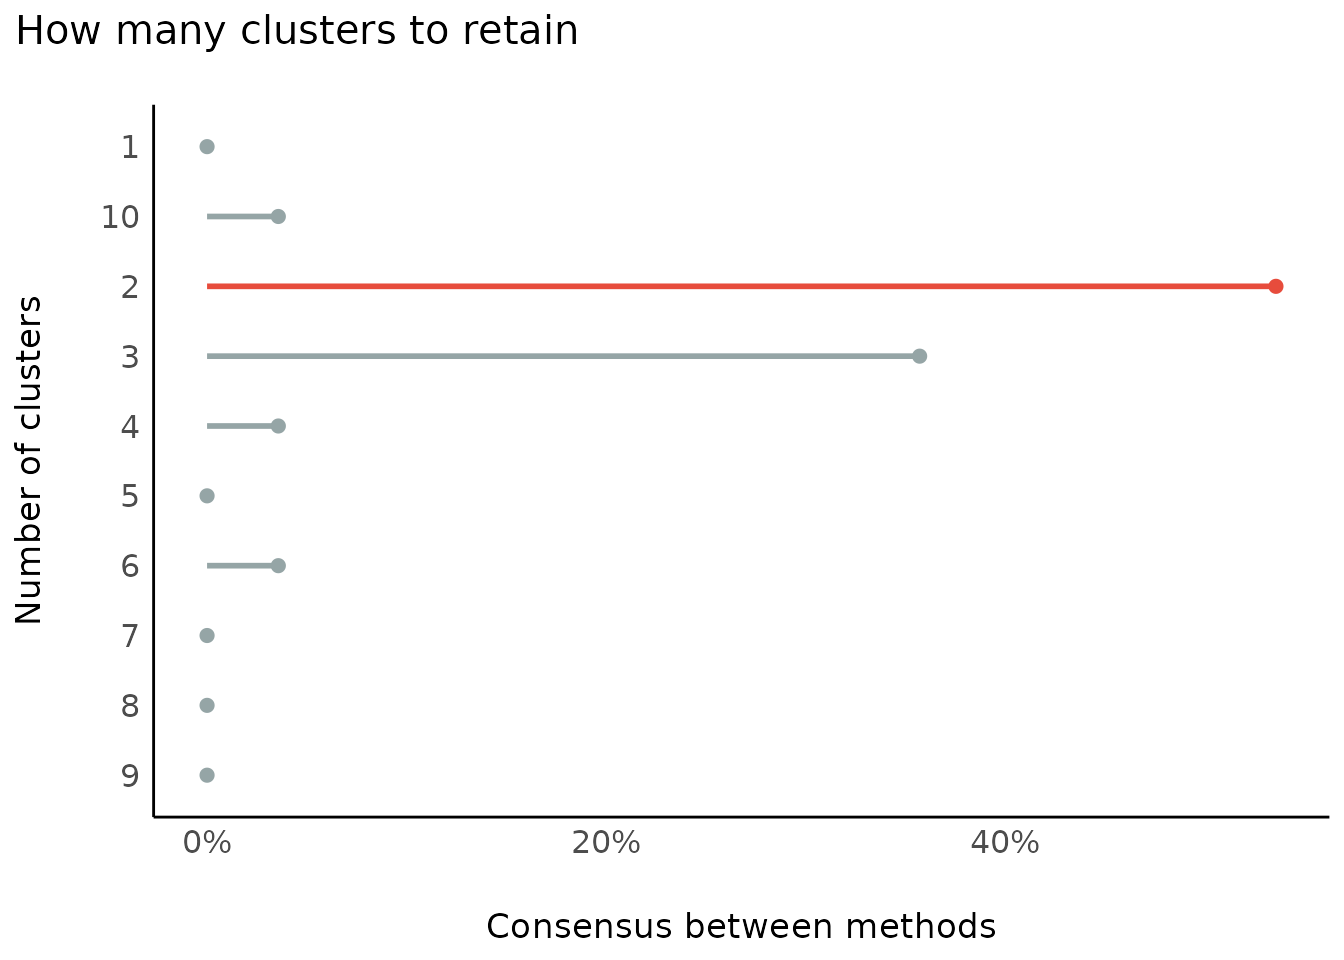 How many clusters to retain
Number of clusters
1
10
2
3
4
5
6
7
8
9
0% 20% 40%
Consensus between methods